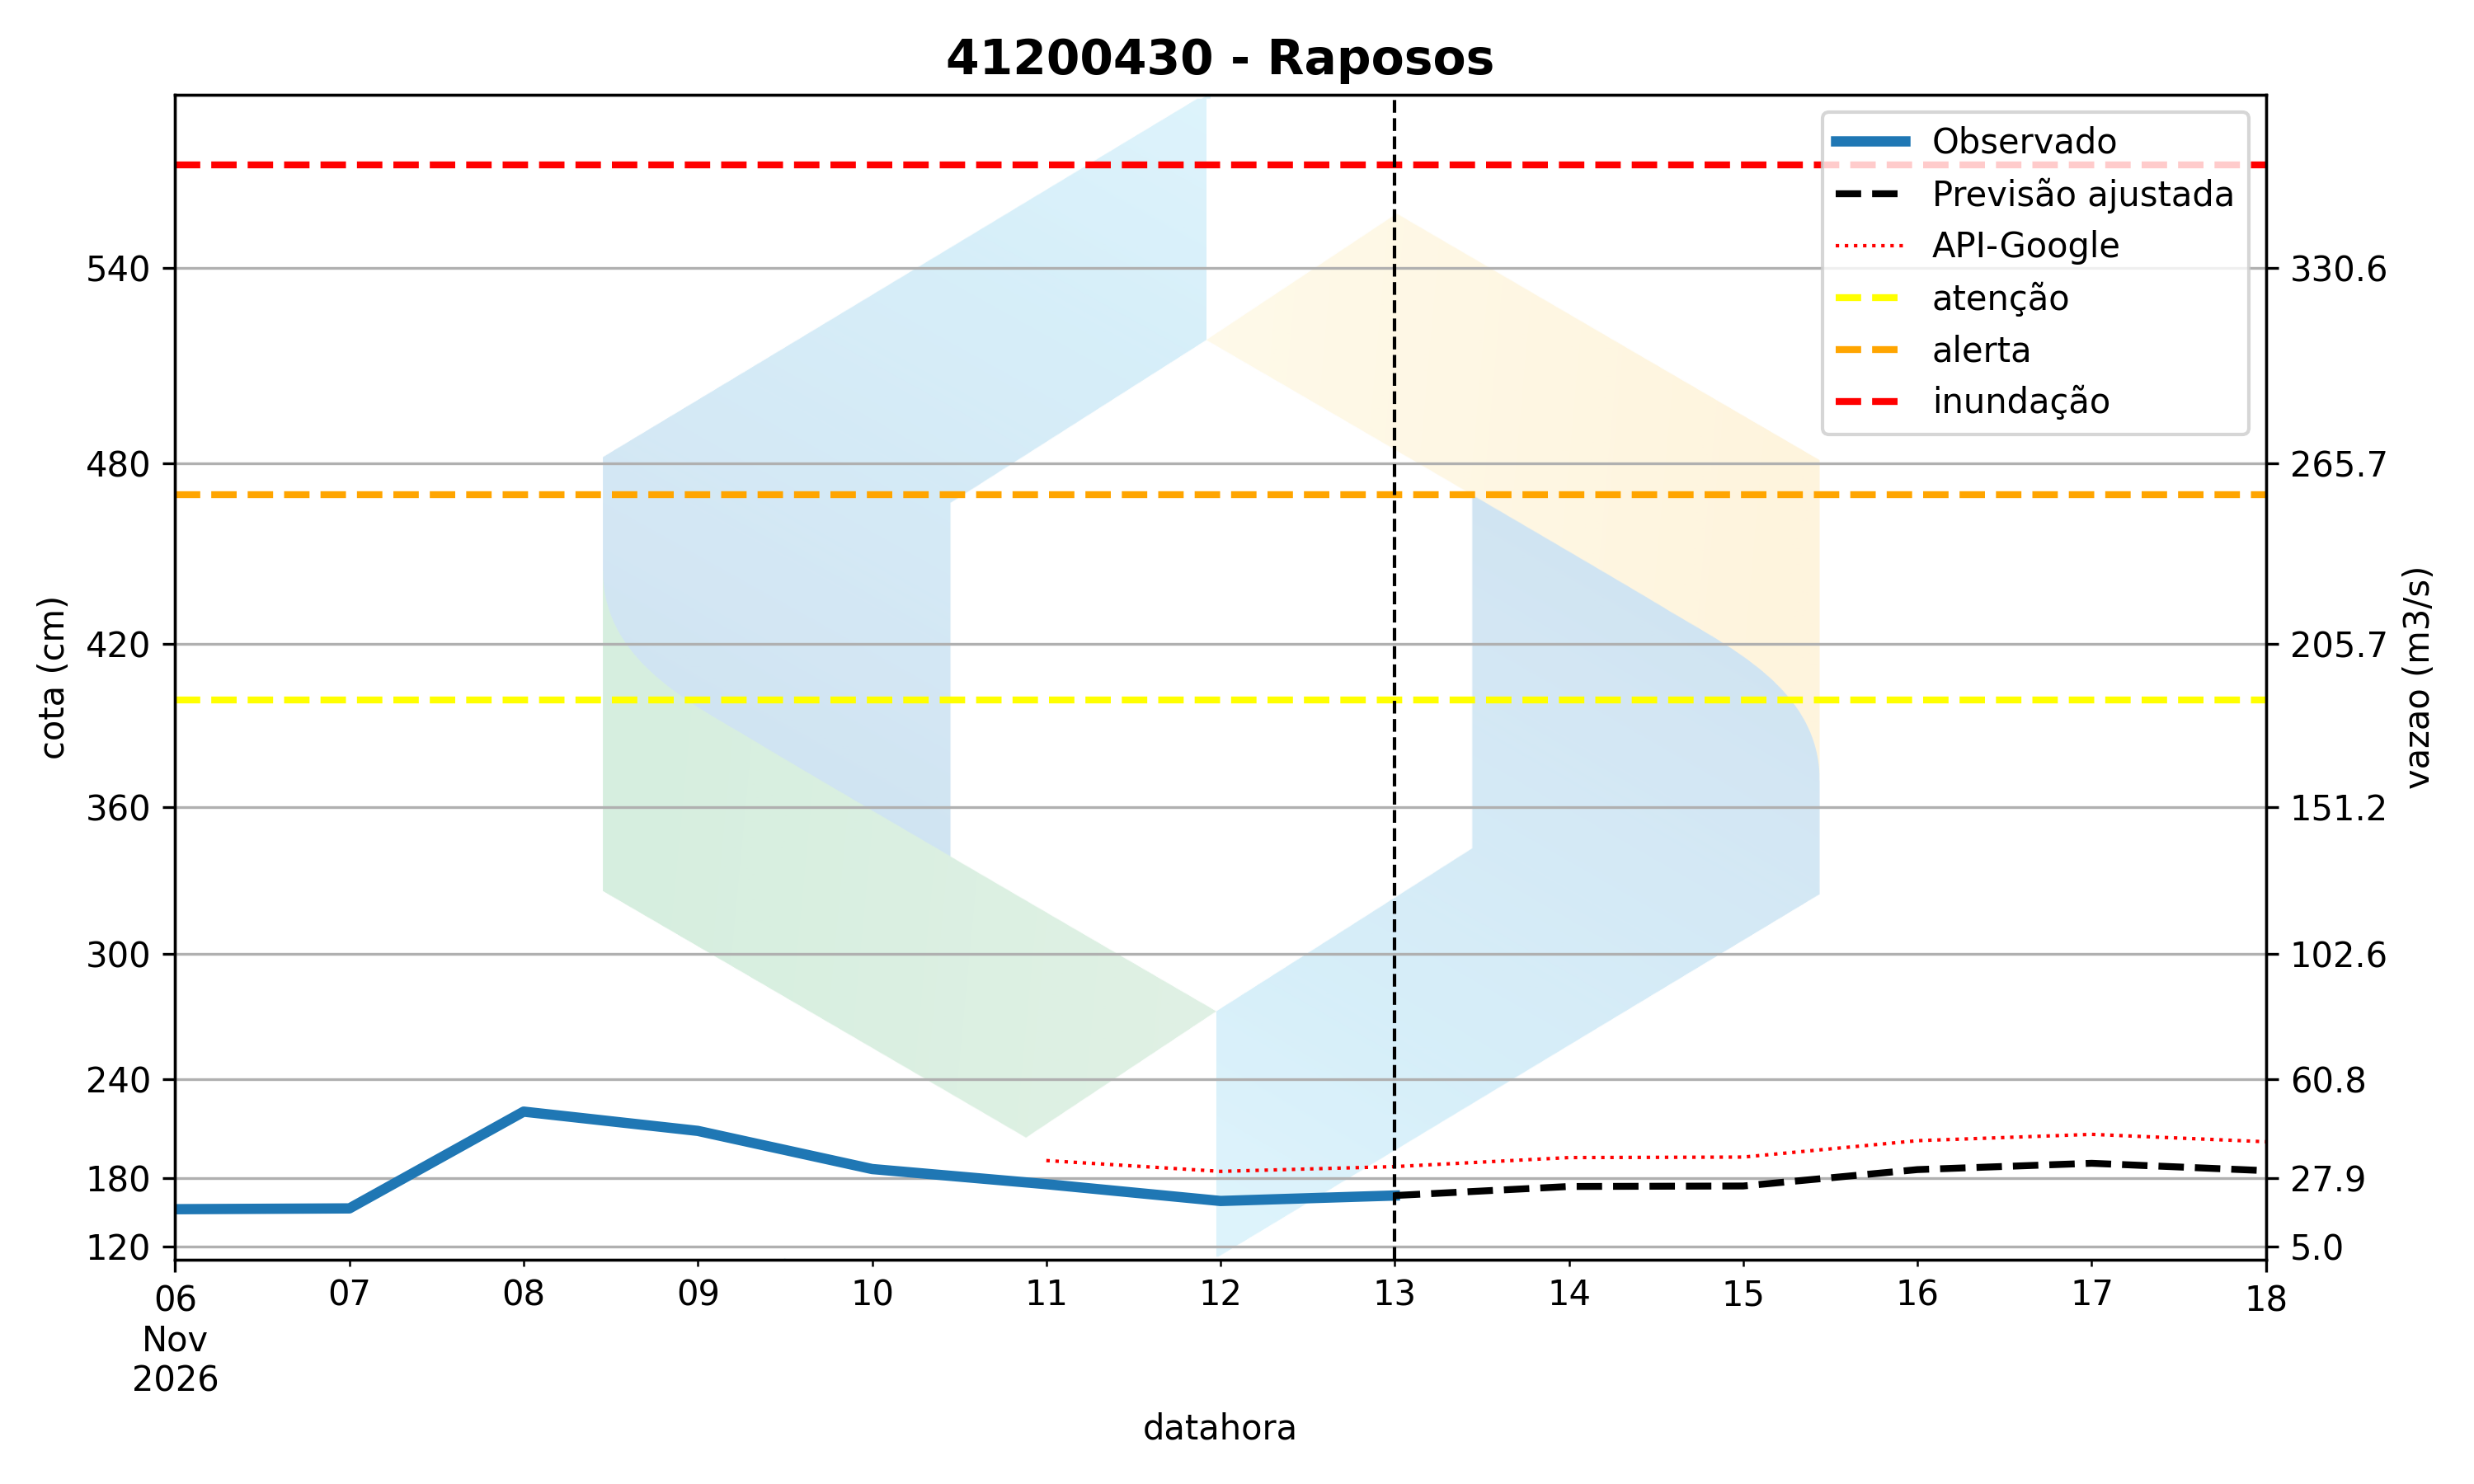 41200430 - Raposos
Observado
Previsão ajustada
API-Google
atenção
alerta
inundação
cota (cm)
540
480
420
360
300
240
180
120
330.6
265.7
205.7
151.2
102.6
60.8
27.9
5.0
vazao (m3/s)
06 07 08 09 10 11 12 13 14 15 16 17 18
Nov
2026
datahora